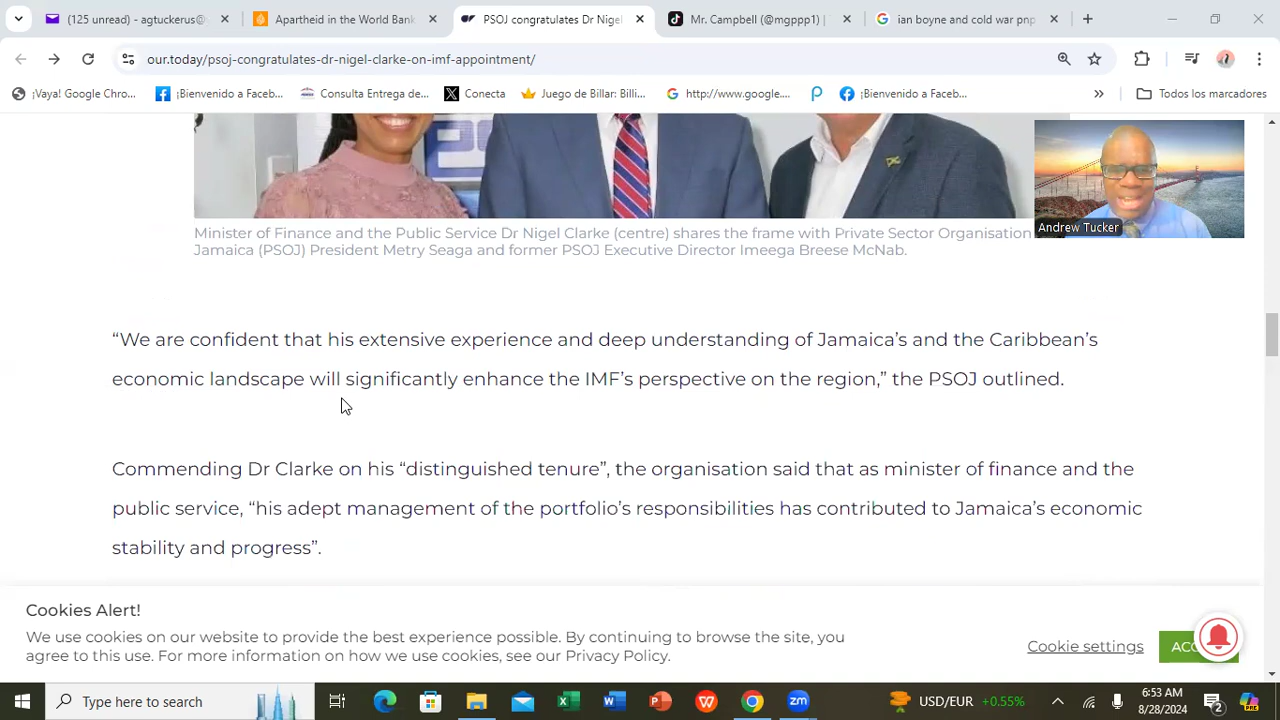 (125 unread) - agtuckerus@
Apartheid in the World Bank
PSOJ congratulates Dr Nigel
Mr. Campbell (@mgppp1) |
ian boyne and cold war pnp
our.today/psoj-congratulates-dr-nigel-clarke-on-imf-appointment/
¡Vaya! Google Chro...
¡Bienvenido a Faceb...
Consulta Entrega de...
Conecta
Juego de Billar: Billi...
http://www.google....
¡Bienvenido a Faceb...
Todos los marcadores
Andrew Tucker
Minister of Finance and the Public Service Dr Nigel Clarke (centre) shares the frame with Private Sector Organisation
Jamaica (PSOJ) President Metry Seaga and former PSOJ Executive Director Imeega Breese McNab.
“We are confident that his extensive experience and deep understanding of Jamaica’s and the Caribbean’s
economic landscape will significantly enhance the IMF’s perspective on the region,” the PSOJ outlined.
Commending Dr Clarke on his “distinguished tenure”, the organisation said that as minister of finance and the
public service, “his adept management of the portfolio’s responsibilities has contributed to Jamaica’s economic
stability and progress”.
Cookies Alert!
We use cookies on our website to provide the best experience possible. By continuing to browse the site, you
agree to this use. For more information on how we use cookies, see our Privacy Policy.
Cookie settings
Type here to search
USD/EUR +0.55%
6:53 AM
8/28/2024
2